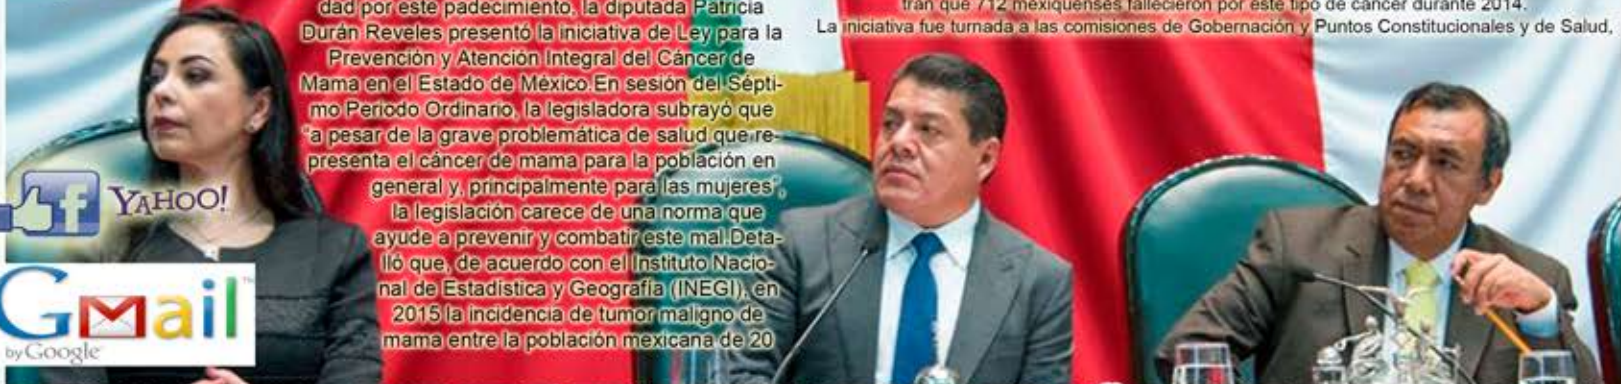 dad por este padecimiento, la diputada Patricia
Durán Reveles presentó la iniciativa de Ley para la
Prevención y Atención Integral del Cáncer de
Mama en el Estado de México.En sesión del Sépti-
mo Periodo Ordinario, la legisladora subrayó que
"a pesar de la grave problemática de salud que re-
presenta el cáncer de mama para la población en
general y, principalmente para las mujeres",
la legislación carece de una norma que
ayude a prevenir y combatir este mal.Deta-
lló que, de acuerdo con el Instituto Nacio-
nal de Estadística y Geografía (INEGI), en
2015 la incidencia de tumor maligno de
mama entre la población mexicana de 20
tran que 712 mexiquenses fallecieron por este tipo de cáncer durante 2014.
La iniciativa fue turnada a las comisiones de Gobernación y Puntos Constitucionales y de Salud,
f YAHOO!
Gmail™
by Google